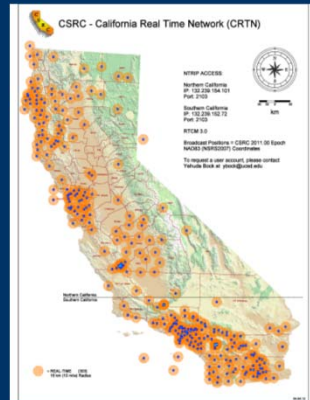 CSRC - California Real Time Network (CRTN)
NTRIP ACCESS
Northern California
IP: 132.239.154.101
Port: 2103
Southern California
IP: 132.239.152.72
Port: 2103
km
RTCM 3.0
Broadcast Positions = CSRC 2011.00 Epoch
NAD83 (NSRS2007) Coordinates
To request a user account, please contact
Yehuda Bock at: ybock@ucsd.edu
Northern California
Southern California
= REAL-TIME
Radius